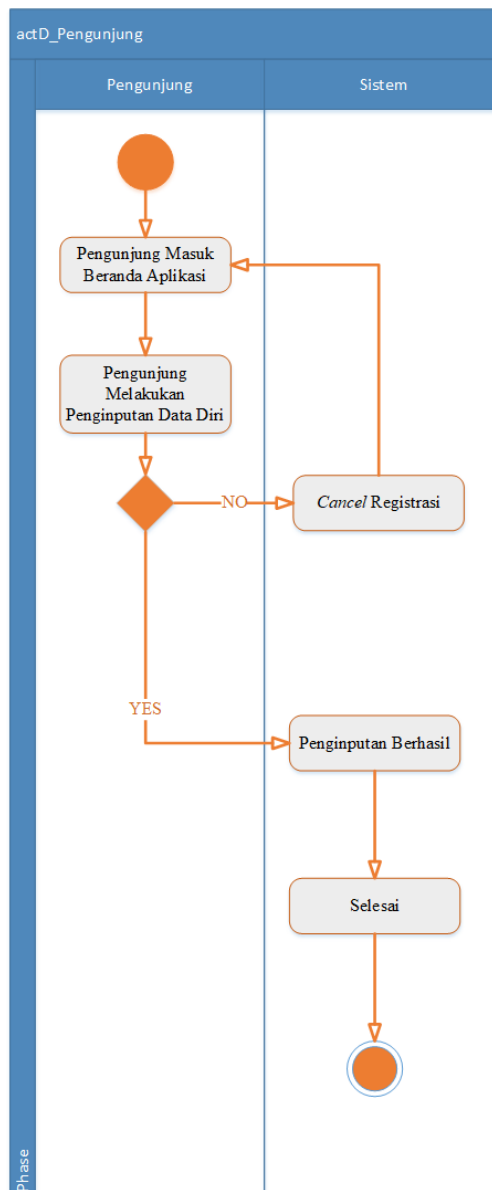 actD_Pengunjung
Pengunjung
Sistem
Pengunjung Masuk
Beranda Aplikasi
Pengunjung
Melakukan
Penginputan Data Diri
NO
Cancel Registrasi
YES
Penginputan Berhasil
Selesai
Phase